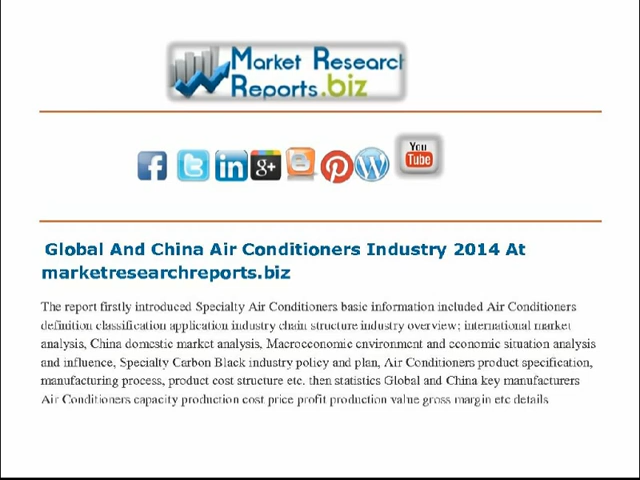 Market Research
Reports.biz
f t in g+ B P W You
Tube
Global And China Air Conditioners Industry 2014 At
marketresearchreports.biz
The report firstly introduced Specialty Air Conditioners basic information included Air Conditioners
definition classification application industry chain structure industry overview; international market
analysis, China domestic market analysis, Macroeconomic environment and economic situation analysis
and influence, Specialty Carbon Black industry policy and plan, Air Conditioners product specification,
manufacturing process, product cost structure etc. then statistics Global and China key manufacturers
Air Conditioners capacity production cost price profit production value gross margin etc details